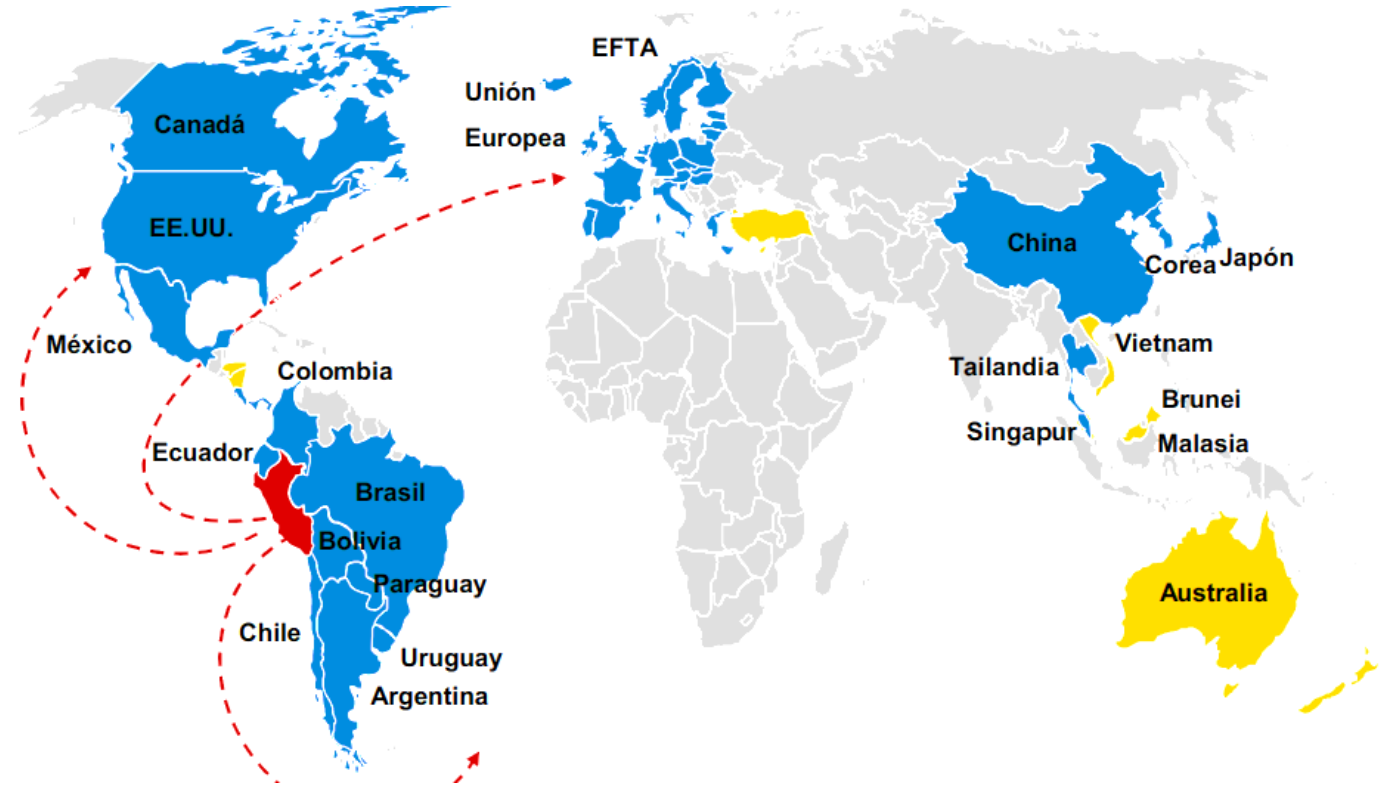 EFTA
Unión
Europea
Canadá
EE.UU.
China
Corea
Japón
México
Vietnam
Tailandia
Colombia
Brunei
Singapur
Malasia
Ecuador
Brasil
Bolivia
Paraguay
Australia
Chile
Uruguay
Argentina